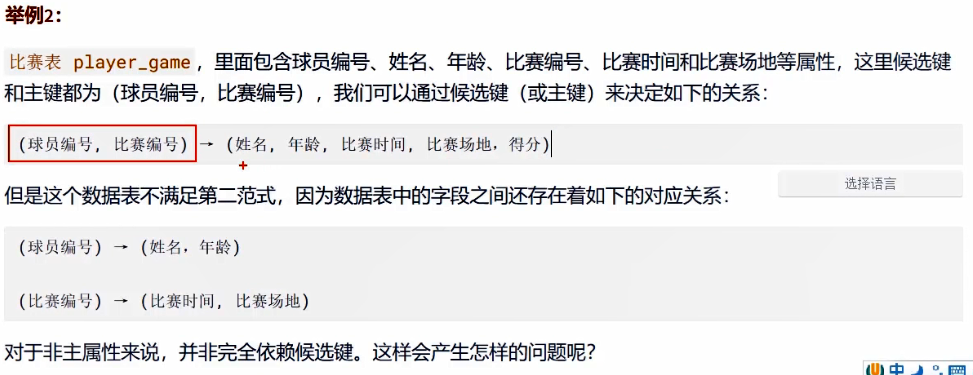 举例2：
比赛表 player_game，里面包含球员编号、姓名、年龄、比赛编号、比赛时间和比赛场地等属性，这里候选键
和主键都为（球员编号，比赛编号），我们可以通过候选键（或主键）来决定如下的关系：
(球员编号, 比赛编号) → (姓名, 年龄, 比赛时间, 比赛场地，得分)
但是这个数据表不满足第二范式，因为数据表中的字段之间还存在着如下的对应关系：
选择语言
(球员编号) → (姓名，年龄)
(比赛编号) → (比赛时间, 比赛场地)
对于非主属性来说，并非完全依赖候选键。这样会产生怎样的问题呢？
中